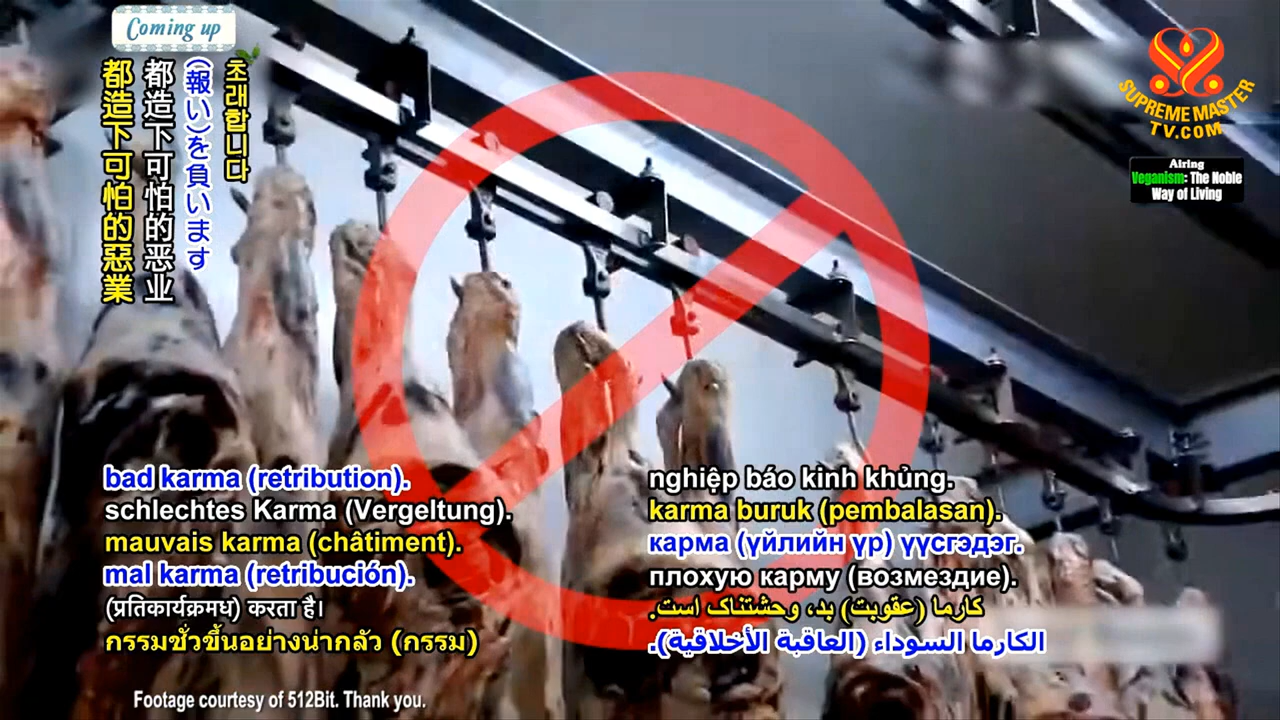 Coming up
초래합니다
(報い)を負います
都造下可怕的恶业
都造下可怕的惡業
SUPREME MASTER
TV.COM
Airing
Veganism: The Noble
Way of Living
bad karma (retribution).
schlechtes Karma (Vergeltung).
mauvais karma (châtiment).
mal karma (retribución).
(प्रतिकार्यक्रमध) करता है।
กรรมชั่วขึ้นอย่างน่ากลัว (กรรม)
nghiệp báo kinh khủng.
karma buruk (pembalasan).
карма (үйлийн үр) үүсгэдэг.
плохую карму (возмездие).
کارما (عقوبت) بد، وحشتناک است.
الكارما السوداء (العاقبة الأخلاقية).
Footage courtesy of 512Bit. Thank you.